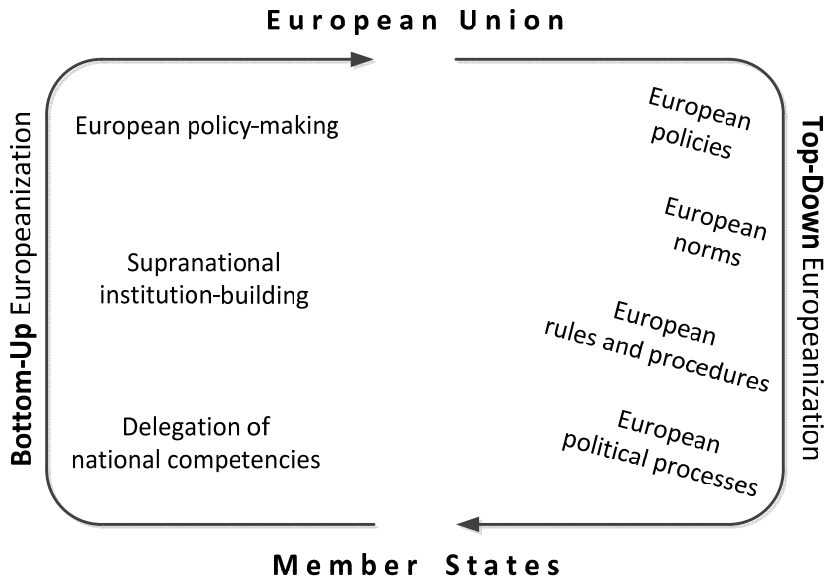 European Union
Bottom-Up Europeanization
European policy-making
Supranational
institution-building
Delegation of
national competencies
European
policies
European
norms
European
rules and procedures
European
political processes
Top-Down Europeanization
Member States